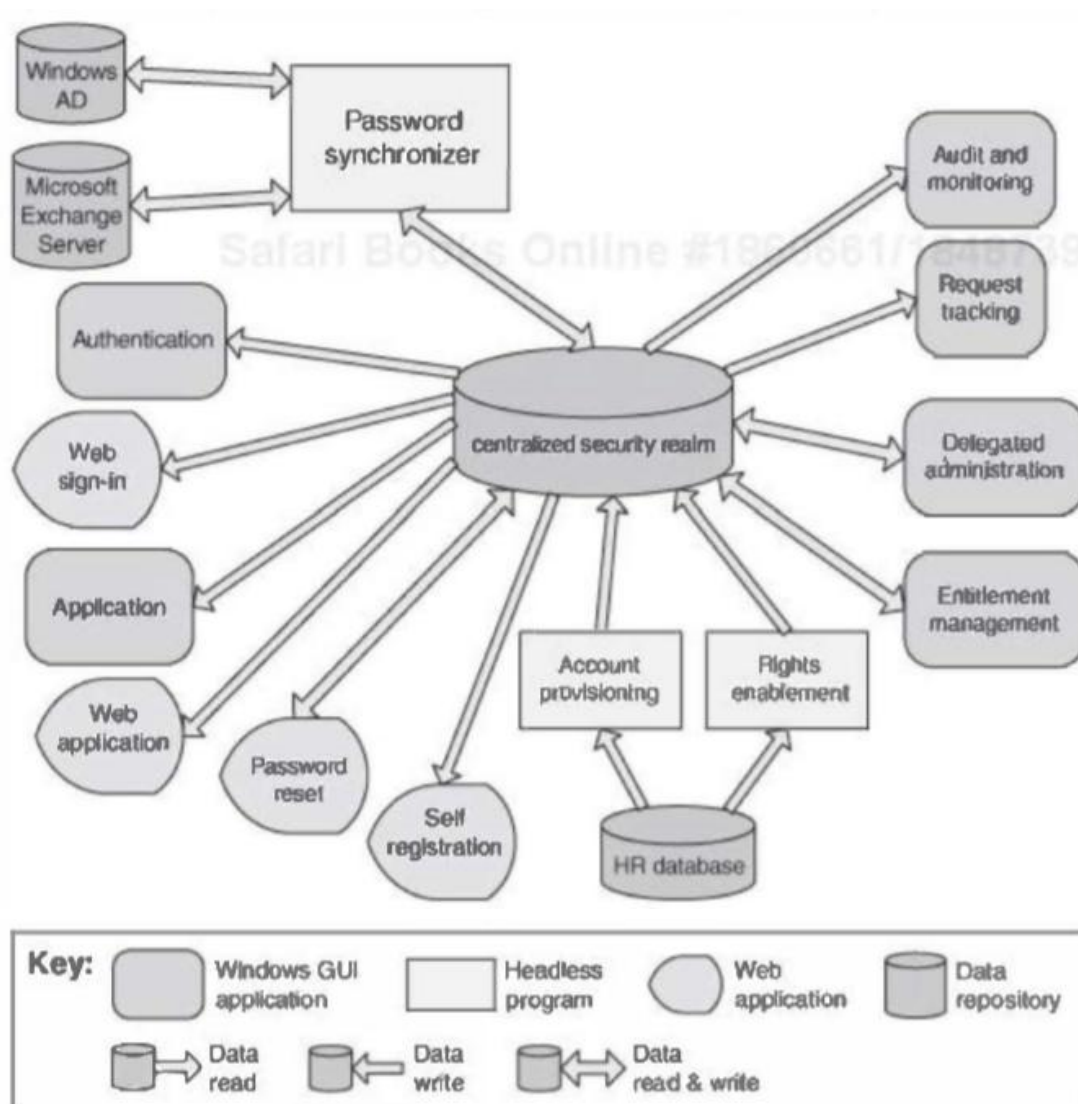 Windows
AD
Password
synchronizer
Microsoft
Exchange
Server
Audit and
monitoring
Safari Books Online
Request
tracking
Authentication
Web
sign-in
centralized security realm
Delegated
administration
Application
Entitlement
management
Account
provisioning
Rights
enablement
Web
application
Password
reset
Self
registration
HR database
Key:
Windows GUI
application
Headless
program
Web
application
Data
repository
Data
read
Data
write
Data
read & write